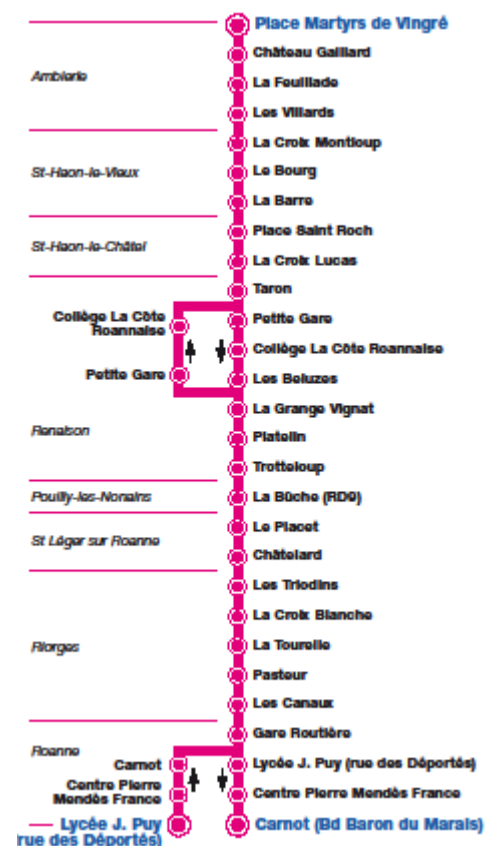 Place Martyrs de Vingré
Château Gaillard
Ambierle
La Feuillade
Les Villards
La Croix Montloup
St-Haon-le-Vieux
Le Bourg
La Barre
Place Saint Roch
St-Haon-le-Châtel
La Croix Lucas
Taron
Collège La Côte
Roannaise
Petite Gare
Collège La Côte Roannaise
Petite Gare
Les Beluzes
La Grange Vignat
Renaison
Platelin
Trotteloup
Pouilly-les-Nonains
La Bûche (RD9)
Le Placet
St Léger sur Roanne
Châtelard
Les Triodins
La Croix Blanche
Riorges
La Tourelle
Pasteur
Les Canaux
Gare Routière
Roanne
Carnot
Lycée J. Puy (rue des Déportés)
Centre Pierre
Mendès France
Centre Pierre Mendès France
Lycée J. Puy
rue des Déportés)
Carnot (Bd Baron du Marais)